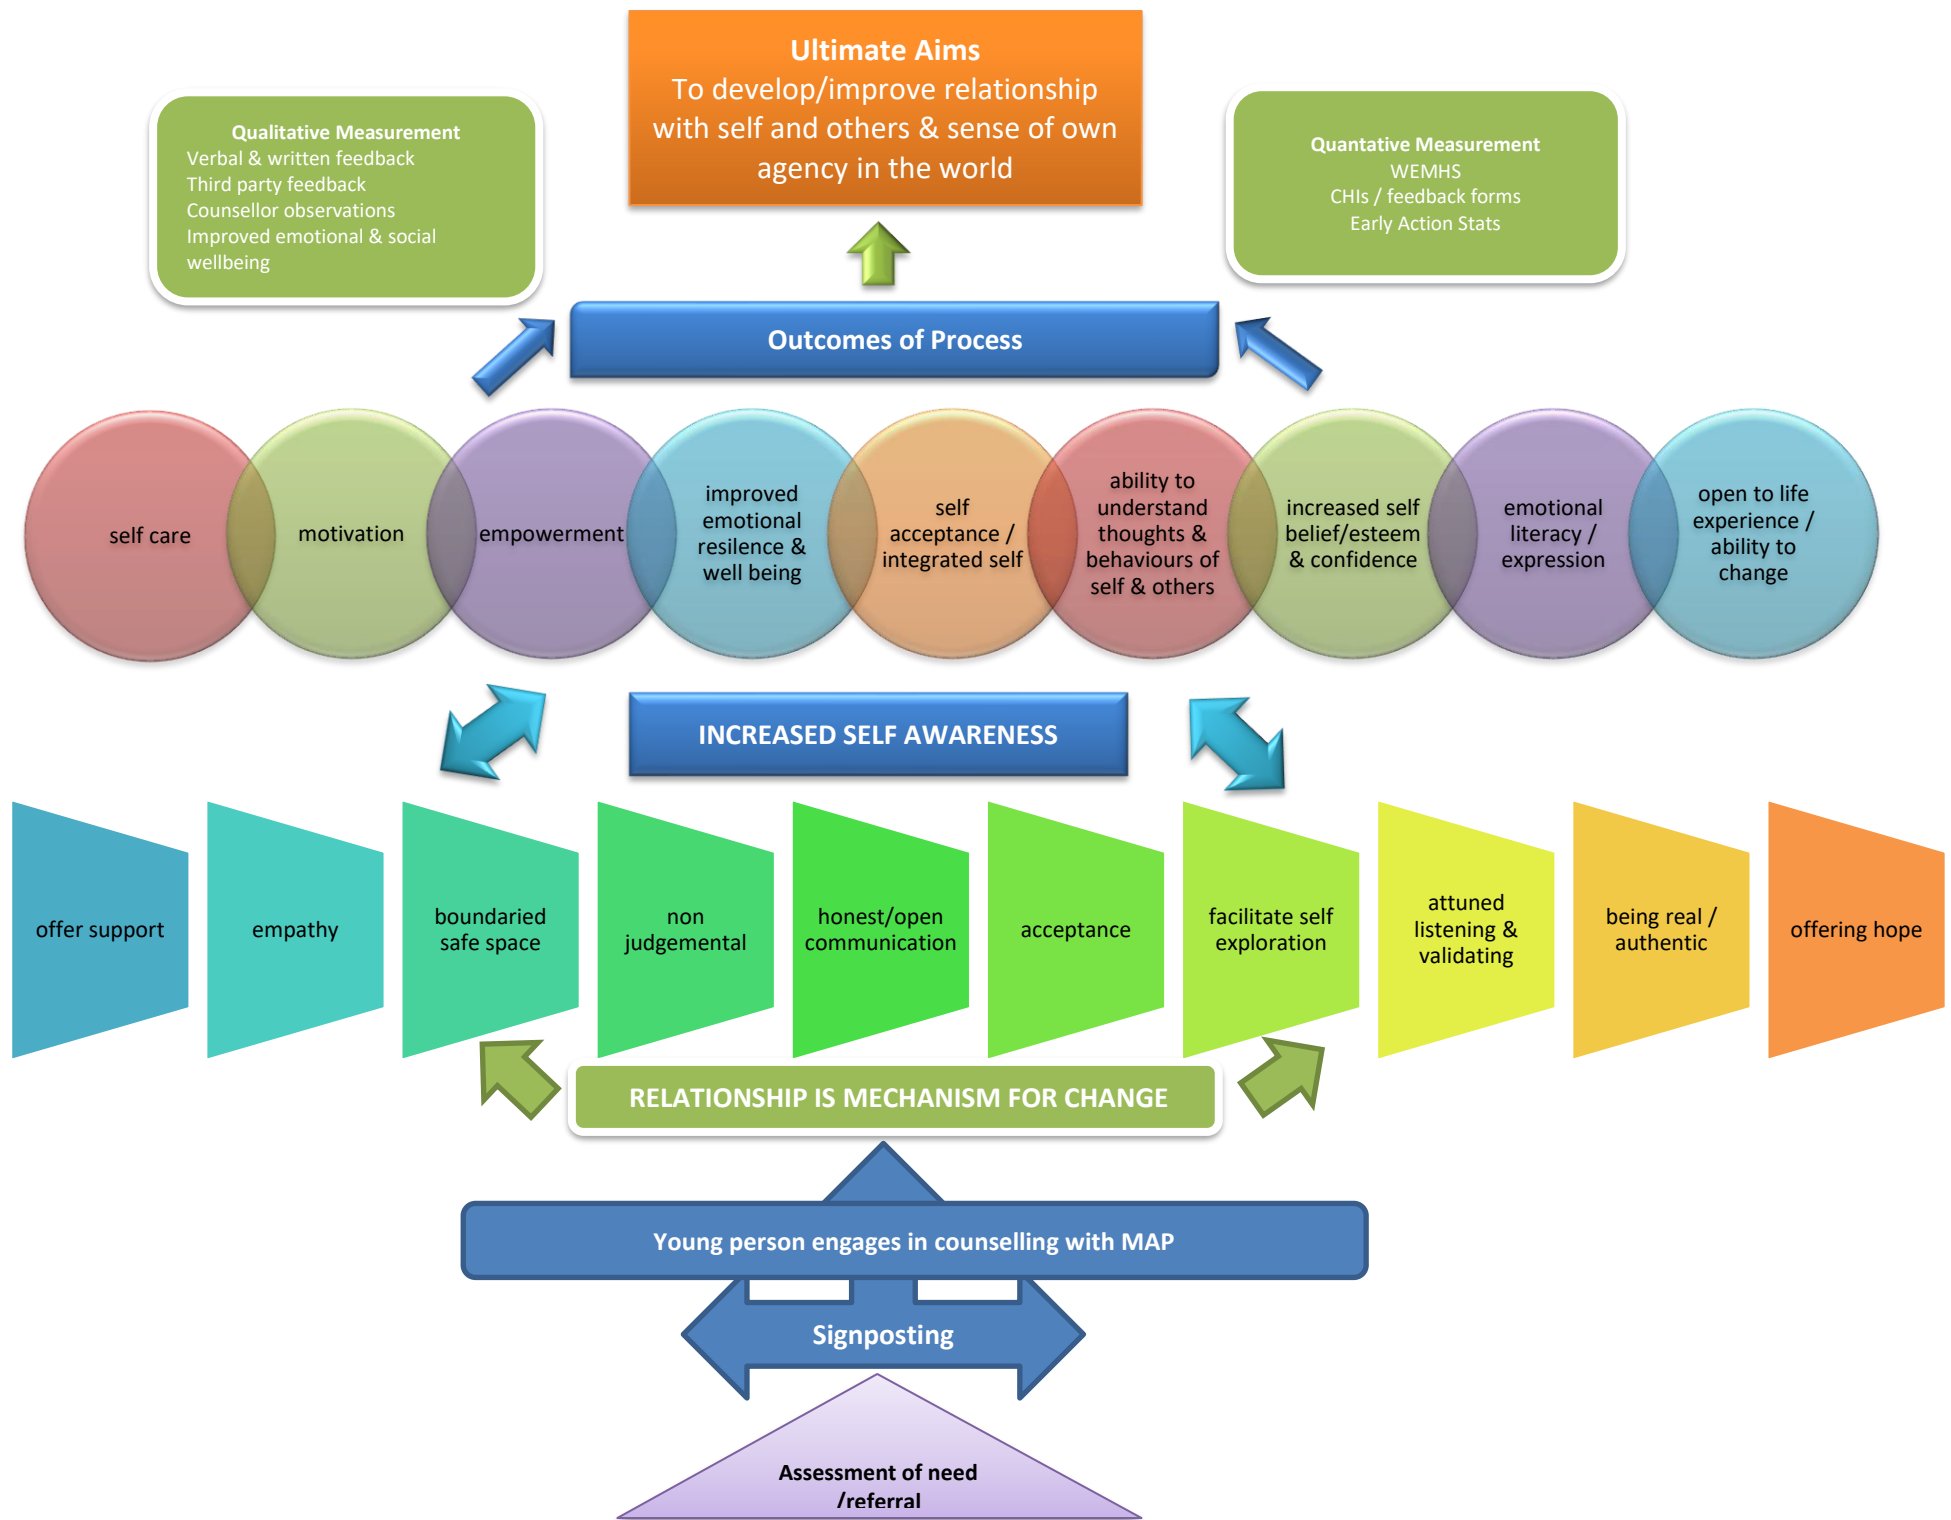 Ultimate Aims
To develop/improve relationship
with self and others & sense of own
agency in the world
Qualitative Measurement
Verbal & written feedback
Third party feedback
Counsellor observations
Improved emotional & social
wellbeing
Quantative Measurement
WEMHS
CHIs / feedback forms
Early Action Stats
Outcomes of Process
self care
motivation
empowerment
improved
emotional
resilence &
well being
self
acceptance /
integrated self
ability to
understand
thoughts &
behaviours of
self & others
increased self
belief/esteem
& confidence
emotional
literacy /
expression
open to life
experience /
ability to
change
INCREASED SELF AWARENESS
offer support
empathy
boundaried
safe space
non
judgemental
honest/open
communication
acceptance
facilitate self
exploration
attuned
listening &
validating
being real /
authentic
offering hope
RELATIONSHIP IS MECHANISM FOR CHANGE
Young person engages in counselling with MAP
Signposting
Assessment of need
/referral